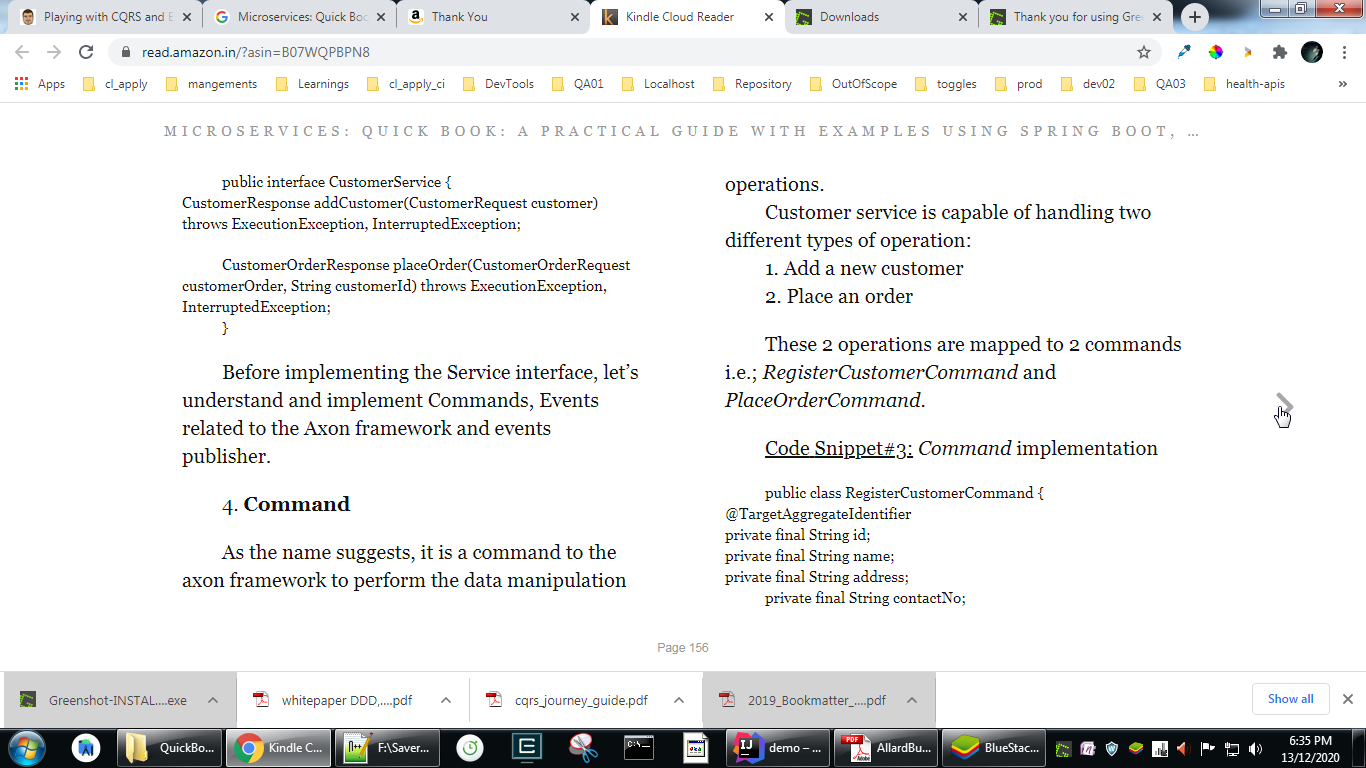 Playing with CQRS and E
Microservices: Quick Boo
Thank You
Kindle Cloud Reader
Downloads
Thank you for using Gre
read.amazon.in/?asin=B07WQPBPN8
Apps
cl_apply
mangements
Learnings
cl_apply_ci
DevTools
QA01
Localhost
Repository
OutOfScope
toggles
prod
dev02
QA03
health-apis
»
MICROSERVICES: QUICK BOOK: A PRACTICAL GUIDE WITH EXAMPLES USING SPRING BOOT, …
public interface CustomerService {
CustomerResponse addCustomer(CustomerRequest customer)
throws ExecutionException, InterruptedException;
CustomerOrderResponse placeOrder(CustomerOrderRequest
customerOrder, String customerId) throws ExecutionException,
InterruptedException;
}
Before implementing the Service interface, let’s
understand and implement Commands, Events
related to the Axon framework and events
publisher.
4. Command
As the name suggests, it is a command to the
axon framework to perform the data manipulation
operations.
Customer service is capable of handling two
different types of operation:
1. Add a new customer
2. Place an order
These 2 operations are mapped to 2 commands
i.e.; RegisterCustomerCommand and
PlaceOrderCommand.
Code Snippet#3: Command implementation
public class RegisterCustomerCommand {
@TargetAggregateIdentifier
private final String id;
private final String name;
private final String address;
private final String contactNo;
Page 156
Greenshot-INSTAL....exe
whitepaper DDD,....pdf
cqrs_journey_guide.pdf
2019_Bookmatter_....pdf
Show all
QuickBo...
Kindle C...
F:\Saver...
demo – ...
AllardBu...
BlueStac...
6:35 PM
13/12/2020